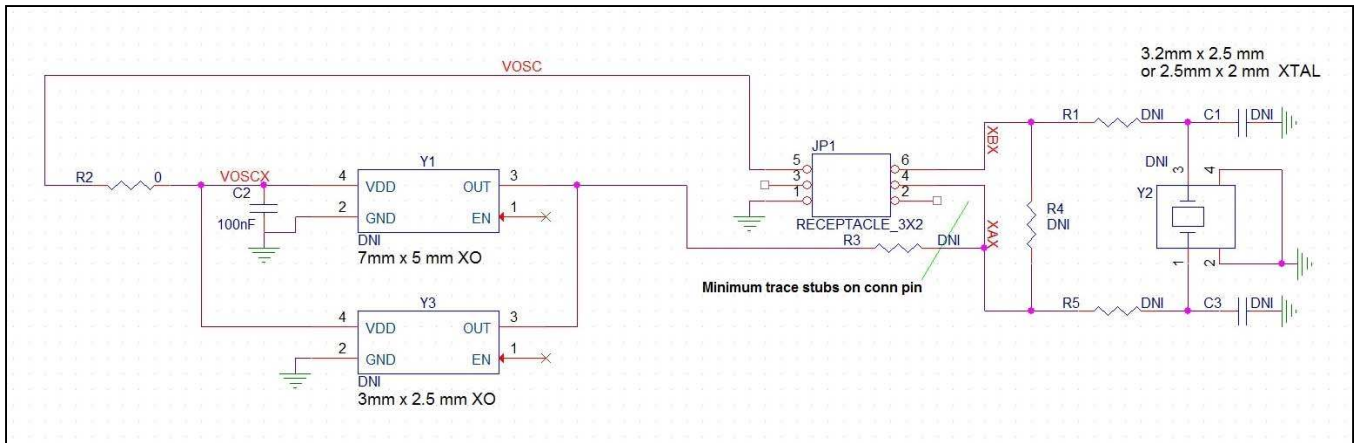 3.2mm x 2.5 mm
or 2.5mm x 2 mm XTAL
VOSC
R1
DNI
C1
DNI
XBX
JP1
5
3
1
6
4
2
RECEPTACLE_3X2
R2
0
VOSCX
C2
100nF
Y1
4
VDD
OUT
3
2
GND
EN
1
DNI
7mm x 5 mm XO
R3
DNI
XAX
R4
DNI
DNI
3
4
Y2
1
2
Minimum trace stubs on conn pin
R5
DNI
C3
DNI
Y3
4
VDD
OUT
3
2
GND
EN
1
DNI
3mm x 2.5 mm XO